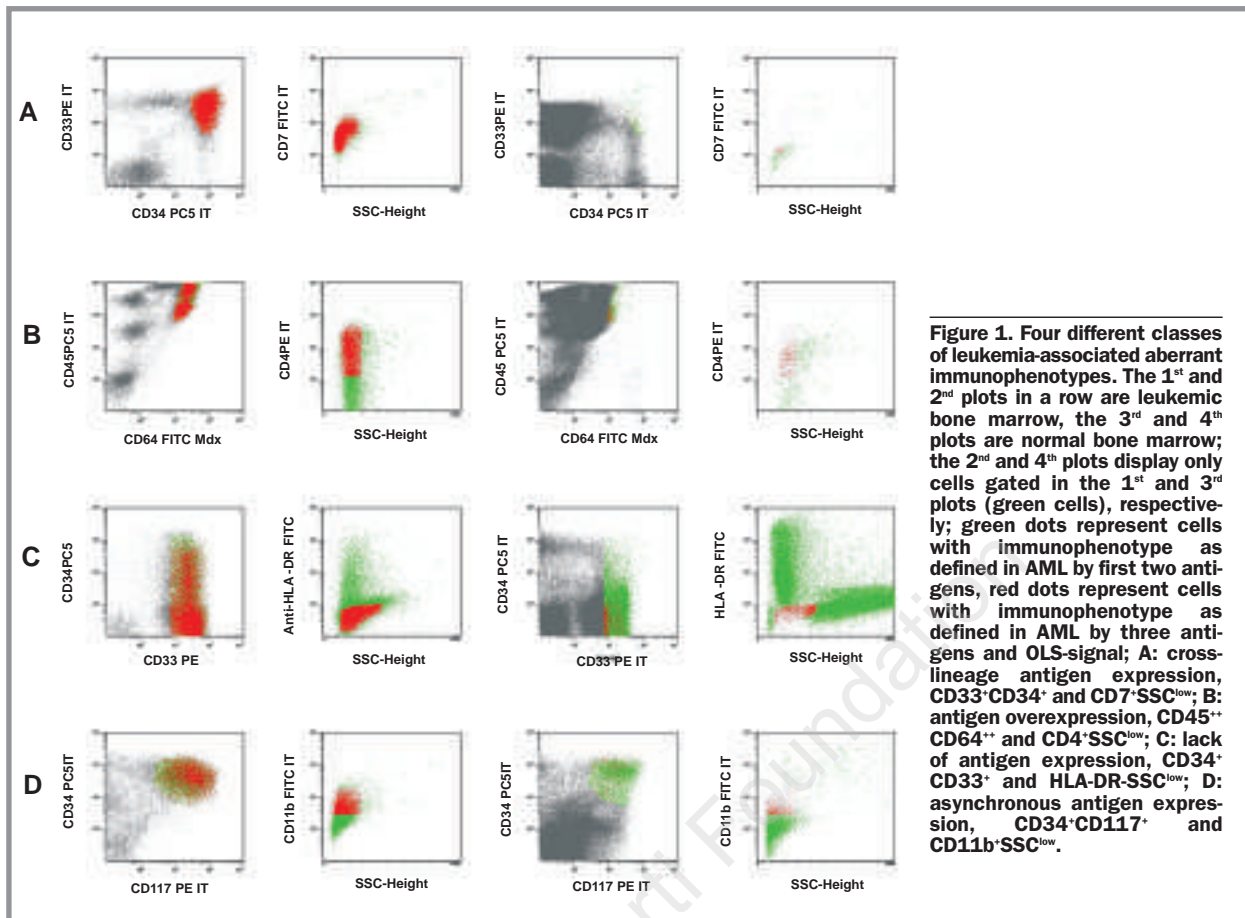 A
CD33PE IT
CD34 PC5 IT
CD7 FITC IT
SSC-Height
CD33PE IT
CD34 PC5 IT
CD7 FITC IT
SSC-Height
B
CD45PC5 IT
CD64 FITC Mdx
CD4PE IT
SSC-Height
CD45 PC5 IT
CD64 FITC Mdx
CD4PE IT
SSC-Height
C
CD34PC5
CD33 PE
Anti-HLA -DR FITC
SSC-Height
CD34 PC5 IT
CD33 PE IT
HLA -DR FITC
SSC-Height
D
CD34 PC5IT
CD117 PE IT
CD11b FITC IT
SSC-Height
CD34 PC5IT
CD117 PE IT
CD11b FITC IT
SSC-Height
Figure 1. Four different classes
of leukemia-associated aberrant
immunophenotypes. The 1st and
2nd plots in a row are leukemic
bone marrow, the 3rd and 4th
plots are normal bone marrow;
the 2nd and 4th plots display only
cells gated in the 1st and 3rd
plots (green cells), respective-
ly; green dots represent cells
with immunophenotype as
defined in AML by first two anti-
gens, red dots represent cells
with immunophenotype as
defined in AML by three anti-
gens and OLS-signal; A: cross-
lineage antigen expression,
CD33+CD34+ and CD7+SSClow; B:
antigen overexpression, CD45++
CD64++ and CD4+SSClow; C: lack
of antigen expression, CD34+
CD33+ and HLA-DR-SSClow; D:
asynchronous antigen expres-
sion, CD34+CD117+ and
CD11b+SSClow.
rti Foundation